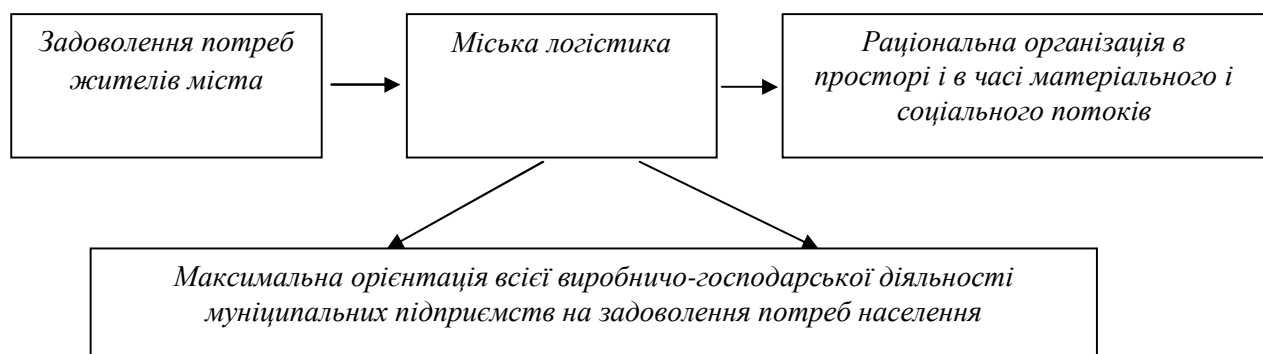 Задоволення потреб
жителів міста
Міська логістика
Раціональна організація в
просторі і в часі матеріального і
соціального потоків
Максимальна орієнтація всієї виробничо-господарської діяльності
муніципальних підприємств на задоволення потреб населення